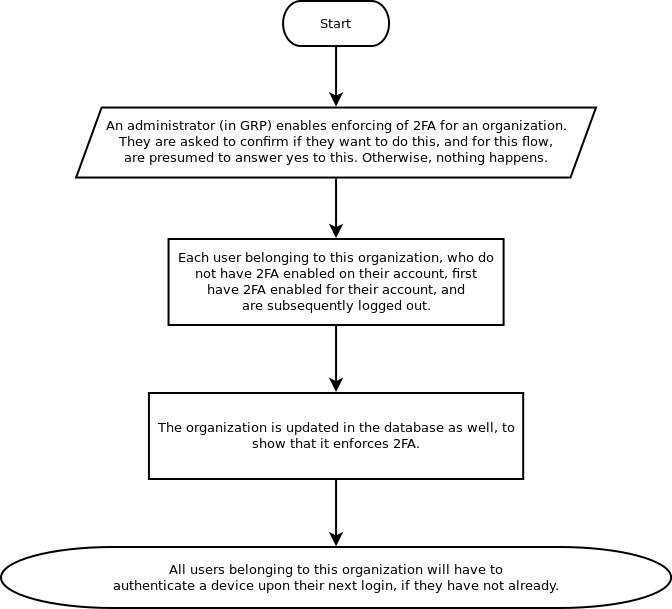 Start
An administrator (in GRP) enables enforcing of 2FA for an organization.
They are asked to confirm if they want to do this, and for this flow,
are presumed to answer yes to this. Otherwise, nothing happens.
Each user belonging to this organization, who do
not have 2FA enabled on their account, first
have 2FA enabled for their account, and
are subsequently logged out.
The organization is updated in the database as well, to
show that it enforces 2FA.
All users belonging to this organization will have to
authenticate a device upon their next login, if they have not already.